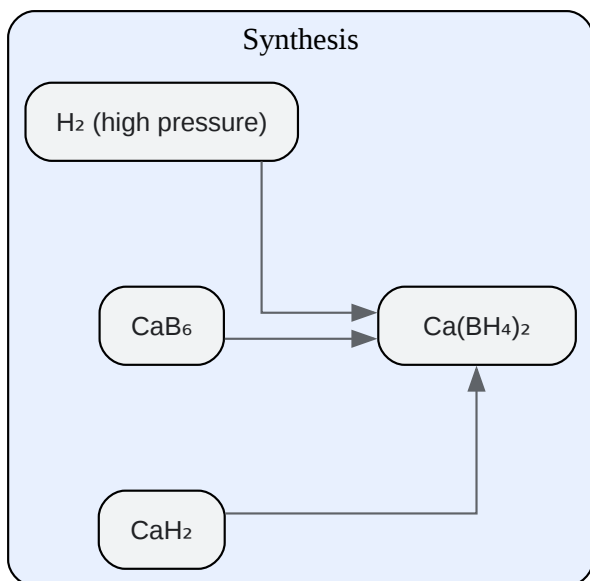 Synthesis
H₂ (high pressure)
CaB₆
Ca(BH₄)₂
CaH₂